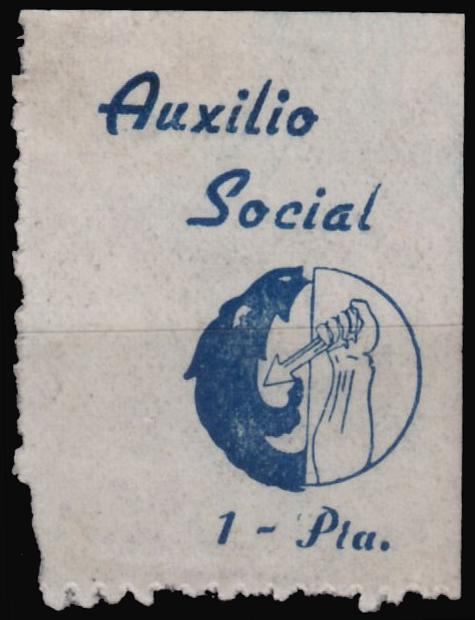 Auxilio
Social
1 - Pta.